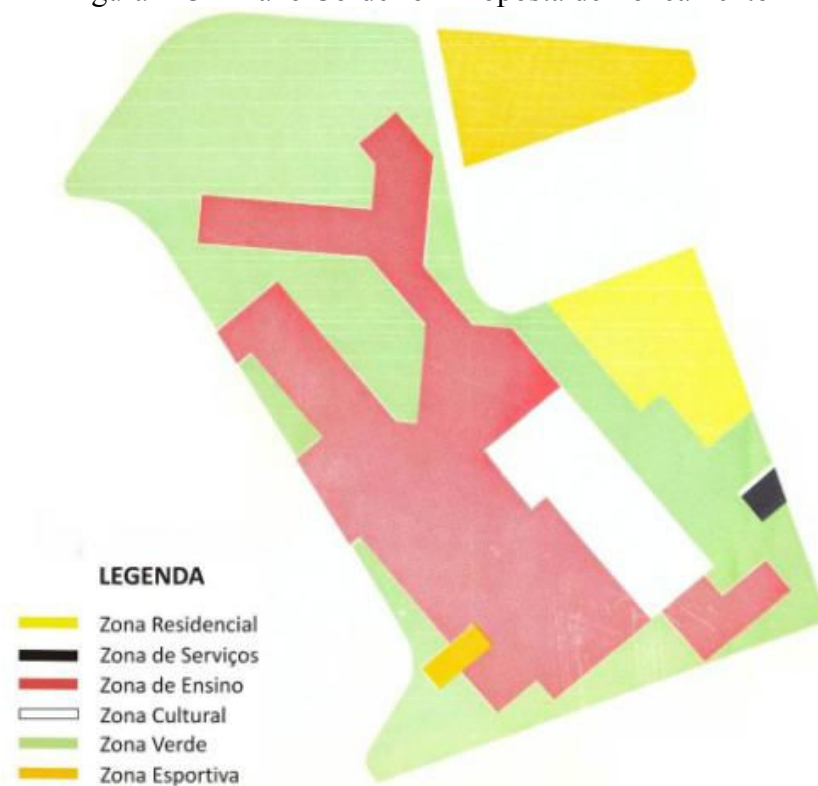 LEGENDA
Zona Residencial
Zona de Serviços
Zona de Ensino
Zona Cultural
Zona Verde
Zona Esportiva